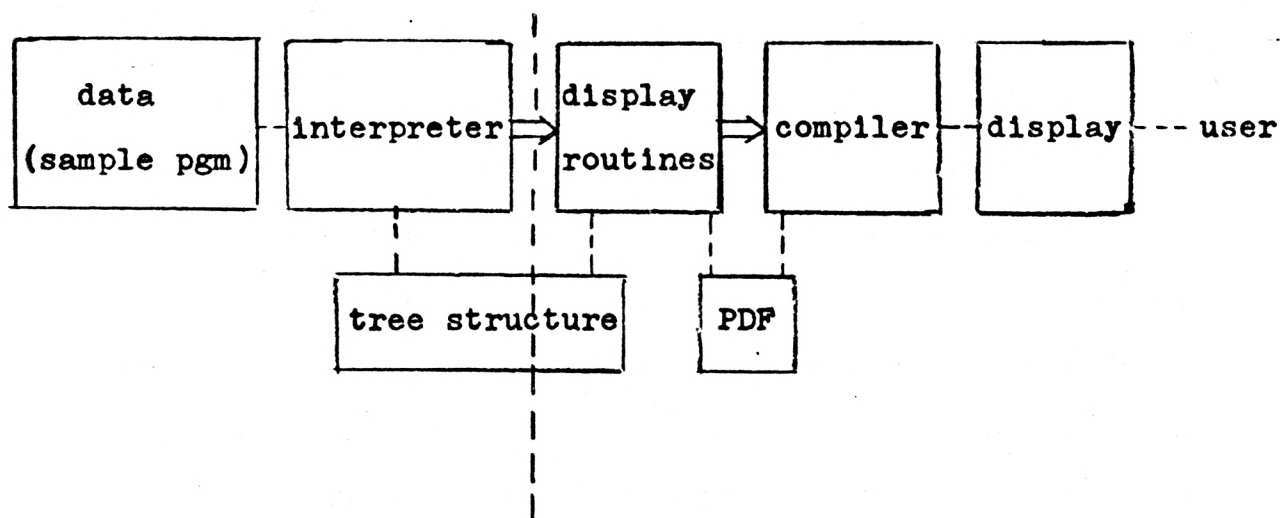 data
(sample pgm)
interpreter
display
routines
compiler
display
user
tree structure
PDF